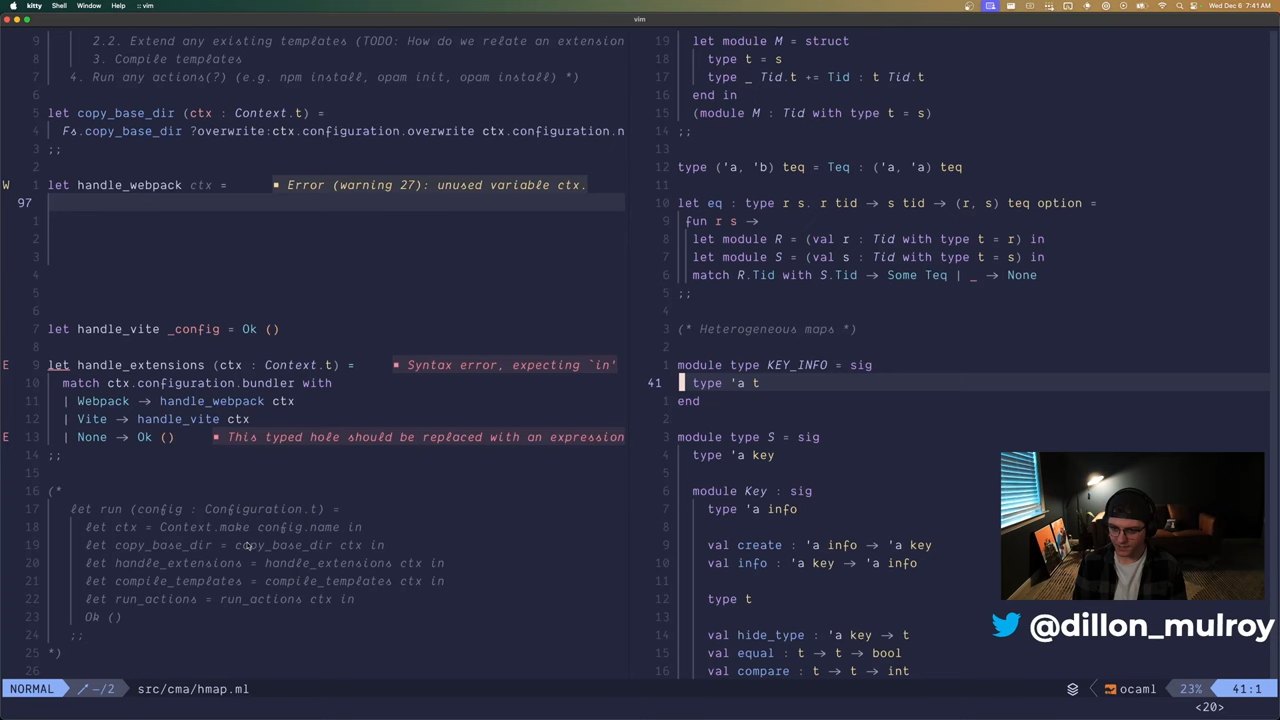 kitty Shell Window Help :: vim
Wed Dec 6 7:41 AM
vim
9 2.2. Extend any existing templates (TODO: How do we relate an extension
8 3. Compile templates
7 4. Run any actions(?) (e.g. npm install, opam init, opam install) *)
6
5 let copy_base_dir (ctx : Context.t) =
4 Fs.copy_base_dir ?overwrite:ctx.configuration.overwrite ctx.configuration.n
3 ;;
2
W 1 let handle_webpack ctx = ▪ Error (warning 27): unused variable ctx.
97
1
2
3
4
5
6
7 let handle_vite _config = Ok ()
8
E 9 let handle_extensions (ctx : Context.t) = ▪ Syntax error, expecting `in'
10 match ctx.configuration.bundler with
11 | Webpack → handle_webpack ctx
12 | Vite → handle_vite ctx
E 13 | None → Ok () ▪ This typed hole should be replaced with an expression
14 ;;
15
16 (*
17 let run (config : Configuration.t) =
18 let ctx = Context.make config.name in
19 let copy_base_dir = copy_base_dir ctx in
20 let handle_extensions = handle_extensions ctx in
21 let compile_templates = compile_templates ctx in
22 let run_actions = run_actions ctx in
23 Ok ()
24 ;;
25 *)
26
19 let module M = struct
18 type t = s
17 type _ Tid.t += Tid : t Tid.t
16 end in
15 (module M : Tid with type t = s)
14 ;;
13
12 type ('a, 'b) teq = Teq : ('a, 'a) teq
11
10 let eq : type r s. r tid → s tid → (r, s) teq option =
9 fun r s →
8 let module R = (val r : Tid with type t = r) in
7 let module S = (val s : Tid with type t = s) in
6 match R.Tid with S.Tid → Some Teq | _ → None
5 ;;
4
3 (* Heterogeneous maps *)
2
1 module type KEY_INFO = sig
41 type 'a t
1 end
2
3 module type S = sig
4 type 'a key
5
6 module Key : sig
7 type 'a info
8
9 val create : 'a info → 'a key
10 val info : 'a key → 'a info
11
12 type t
13
14 val hide_type : 'a key → t
15 val equal : t → t → bool
16 val compare : t → t → int
@dillon_mulroy
NORMAL ~/2 src/cma/hmap.ml ocaml 23% 41:1
<20>